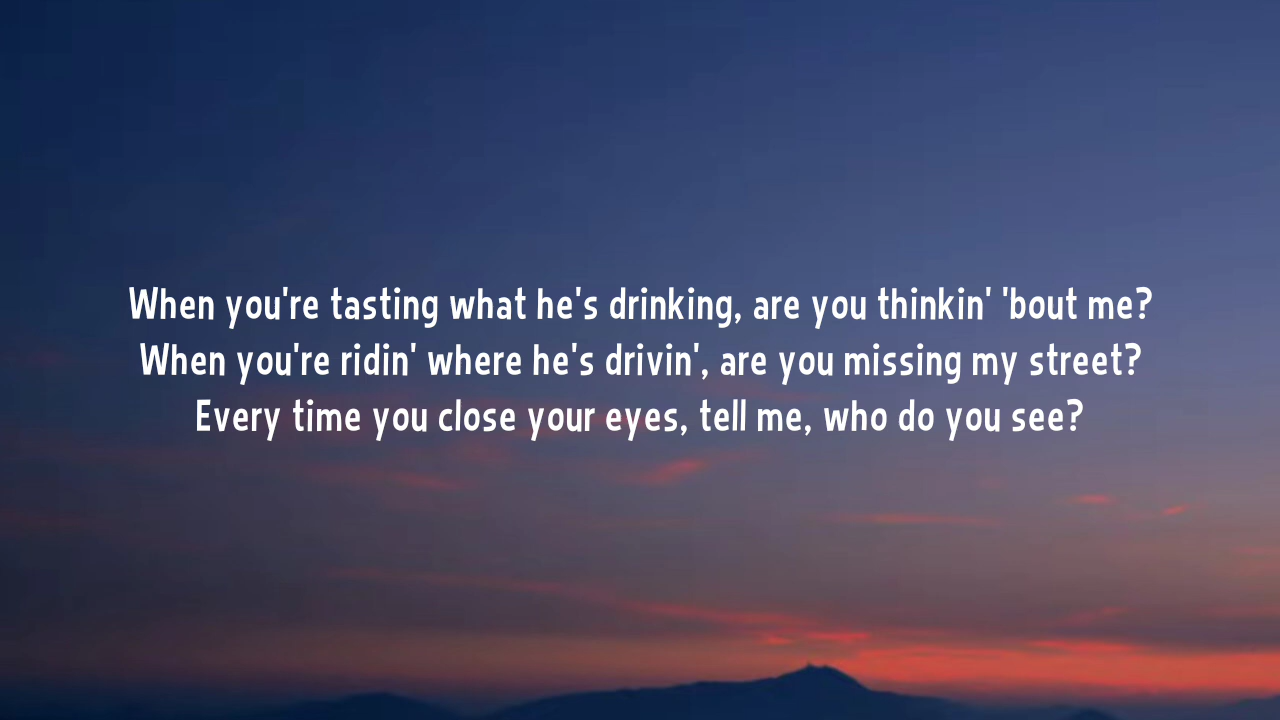 When you're tasting what he's drinking, are you thinkin' 'bout me?
When you're ridin' where he's drivin', are you missing my street?
Every time you close your eyes, tell me, who do you see?